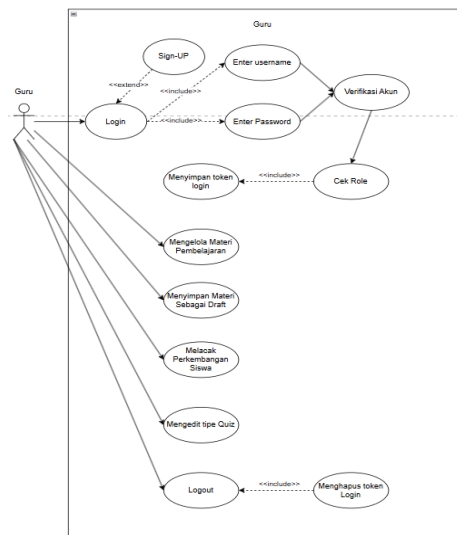 Guru
Sign-UP
Enter username
Guru
<<extend>>
<<include>>
Verifikasi Akun
Login
<<include>>
Enter Password
Menyimpan token
login
<<include>>
Cek Role
Mengelola Materi
Pembelajaran
Menyimpan Materi
Sebagai Draft
Melacak
Perkembangan
Siswa
Mengedit tipe Quiz
Logout
<<include>>
Menghapus token
Login